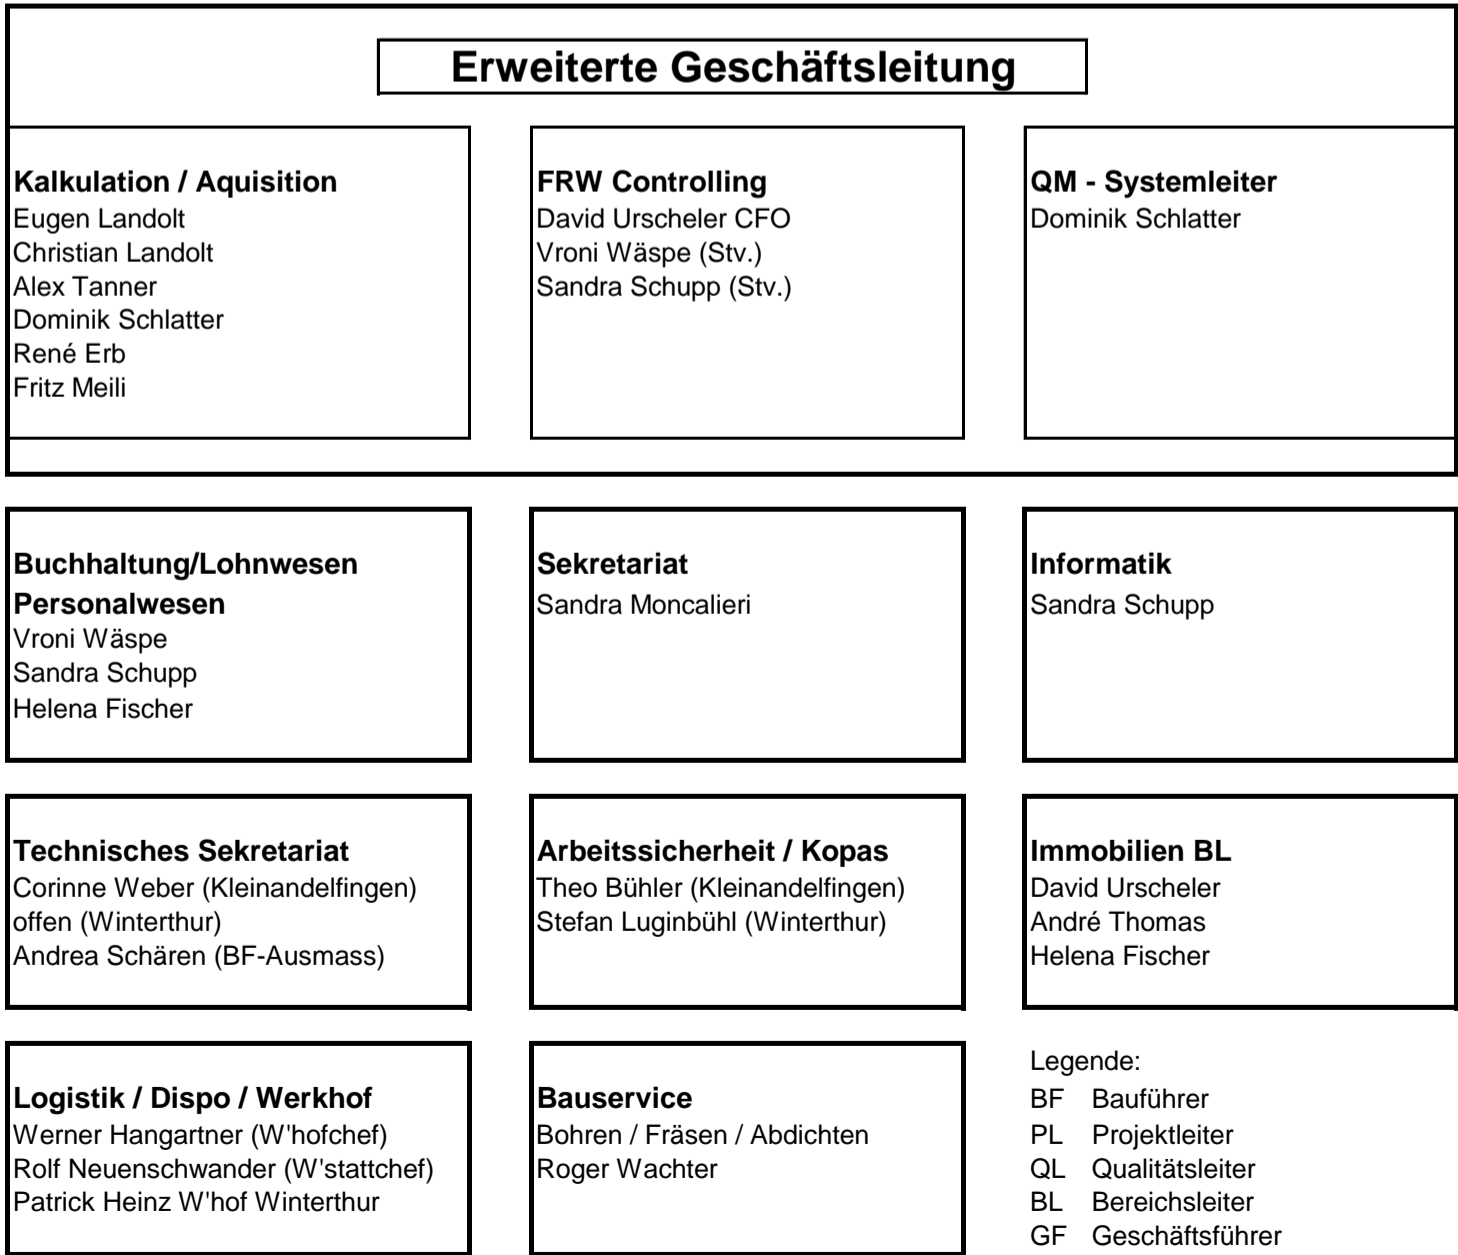 Erweiterte Geschäftsleitung
Kalkulation / Aquisition
Eugen Landolt
Christian Landolt
Alex Tanner
Dominik Schlatter
René Erb
Fritz Meili
FRW Controlling
David Urscheler CFO
Vroni Wäspe (Stv.)
Sandra Schupp (Stv.)
QM - Systemleiter
Dominik Schlatter
Buchhaltung/Lohnwesen
Personalwesen
Vroni Wäspe
Sandra Schupp
Helena Fischer
Sekretariat
Sandra Moncalieri
Informatik
Sandra Schupp
Technisches Sekretariat
Corinne Weber (Kleinandelfingen)
offen (Winterthur)
Andrea Schären (BF-Ausmass)
Arbeitssicherheit / Kopas
Theo Bühler (Kleinandelfingen)
Stefan Luginbühl (Winterthur)
Immobilien BL
David Urscheler
André Thomas
Helena Fischer
Logistik / Dispo / Werkhof
Werner Hangartner (W'hofchef)
Rolf Neuenschwander (W'stattchef)
Patrick Heinz W'hof Winterthur
Bauservice
Bohren / Fräsen / Abdichten
Roger Wachter
Legende:
BF Bauführer
PL Projektleiter
QL Qualitätsleiter
BL Bereichsleiter
GF Geschäftsführer